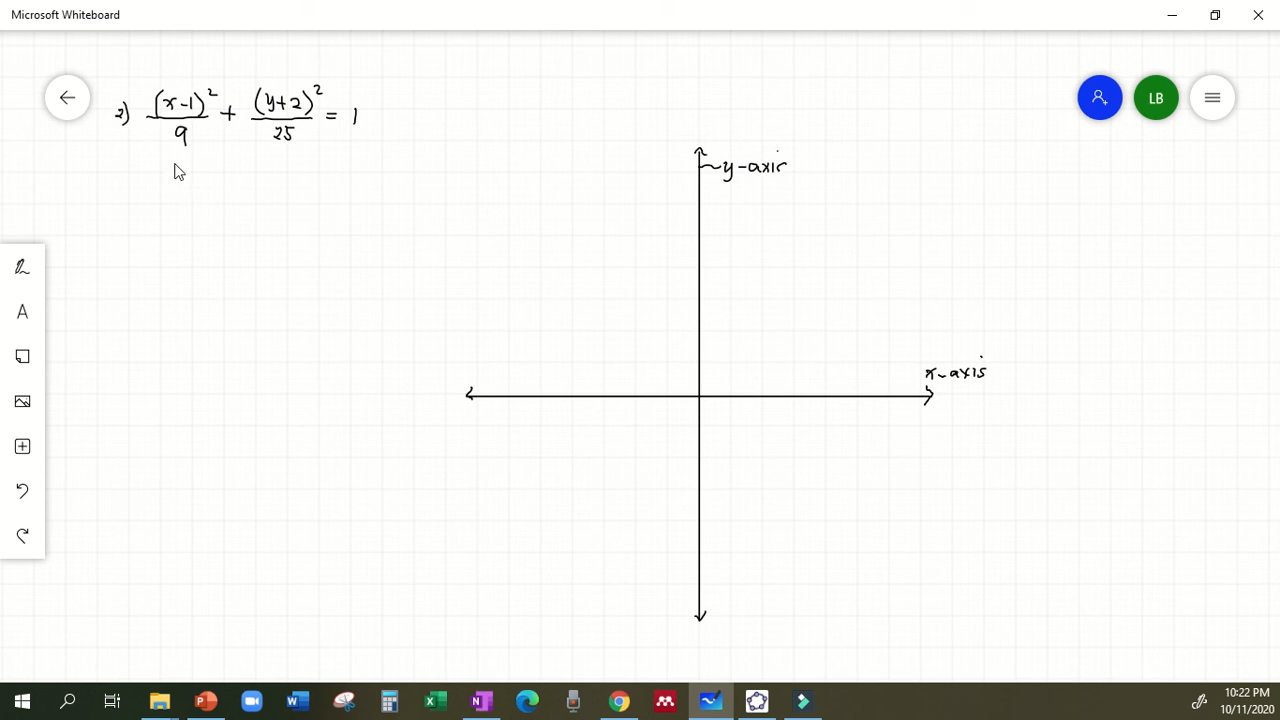 Microsoft Whiteboard
2) (x-1)²/9 + (y+2)²/25 = 1
LB
y-axis
x-axis
A
10:22 PM
10/11/2020